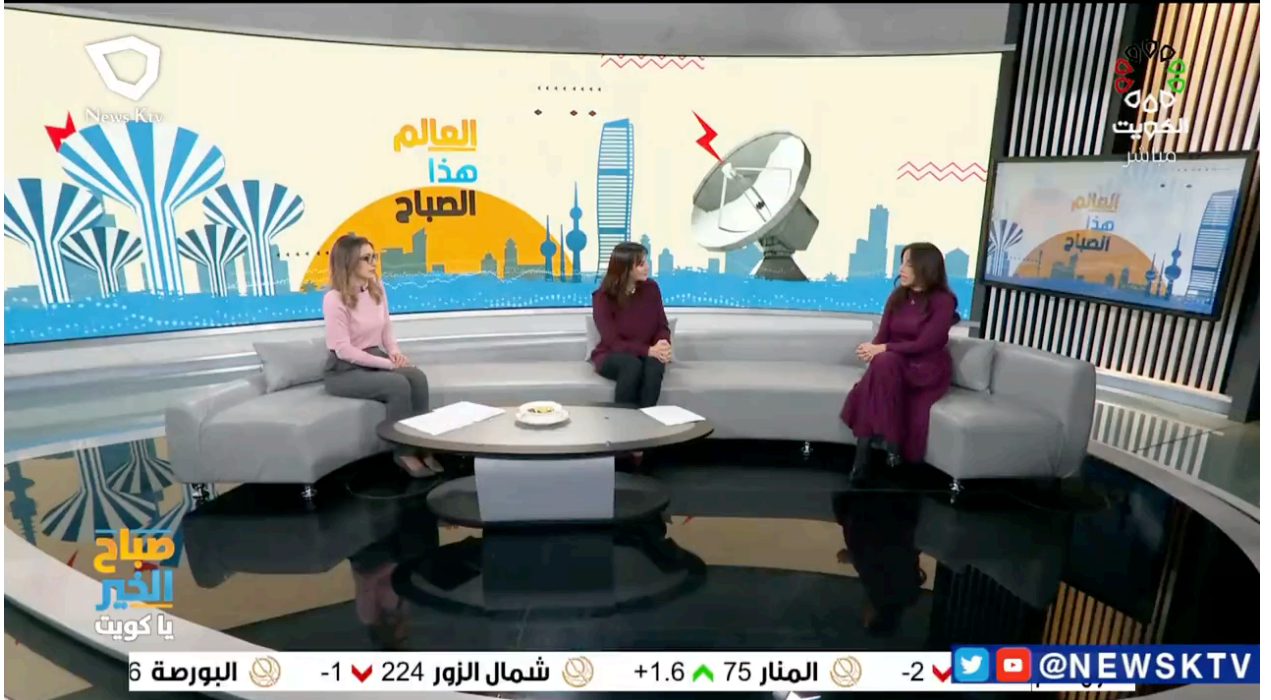 News Ktv
العالم
هذا
الصباح
الكويت
مباشر
العالم
هذا
الصباح
صباح
الخير
يا كويت
-2
المنار 75 +1.6
شمال الزور 224 -1
البورصة 6
@NEWSKTV